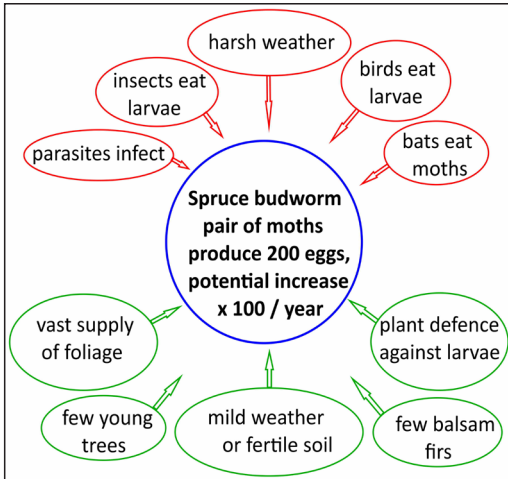 harsh weather
insects eat
larvae
birds eat
larvae
parasites infect
bats eat
moths
Spruce budworm
pair of moths
produce 200 eggs,
potential increase
x 100 / year
vast supply
of foliage
plant defence
against larvae
few young
trees
mild weather
or fertile soil
few balsam
firs